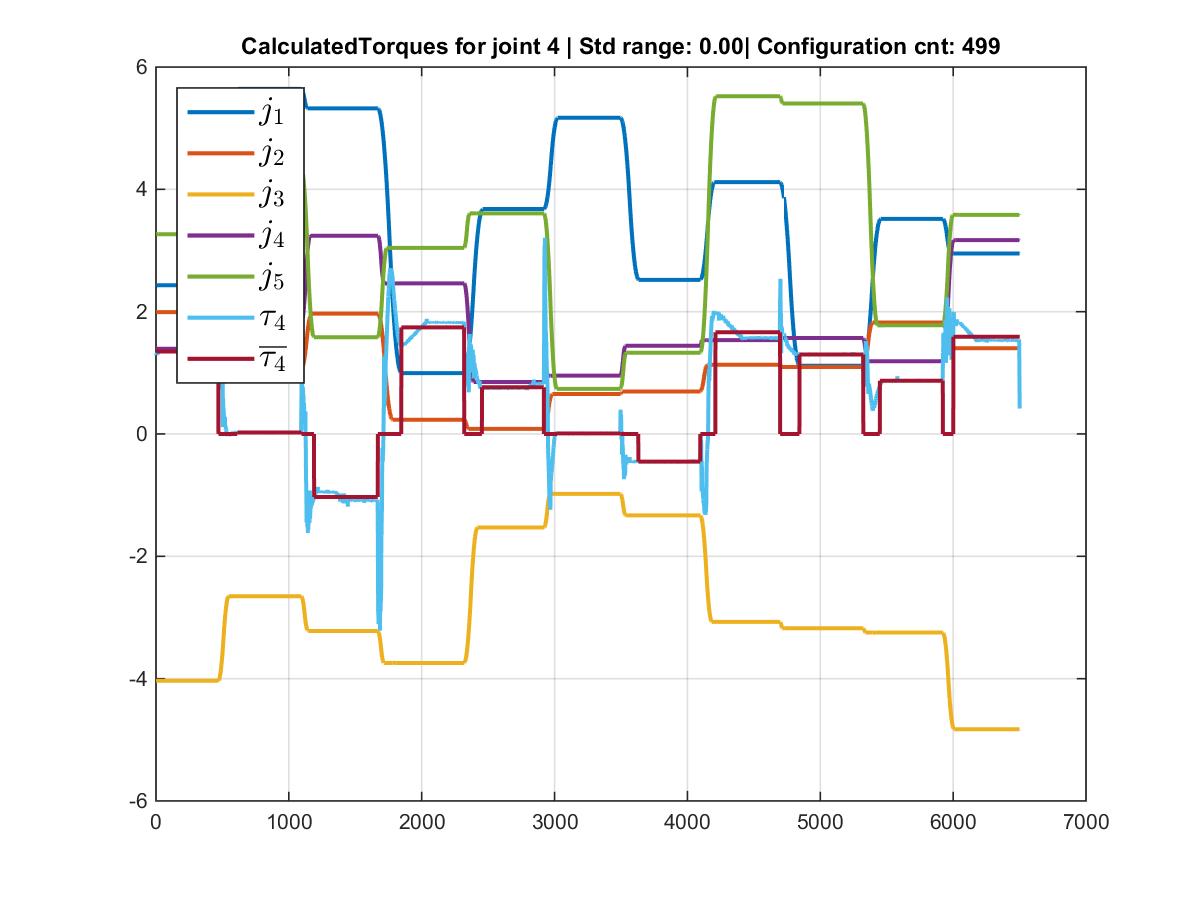 CalculatedTorques for joint 4 | Std range: 0.00| Configuration cnt: 499
6
4
2
0
-2
-4
-6
j₁
j₂
j₃
j₄
j₅
τ₄
τ̅₄
0 1000 2000 3000 4000 5000 6000 7000